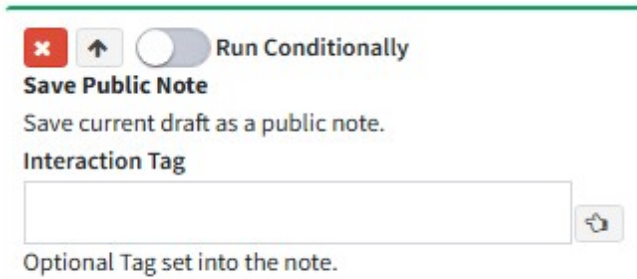 Run Conditionally
Save Public Note
Save current draft as a public note.
Interaction Tag
Optional Tag set into the note.